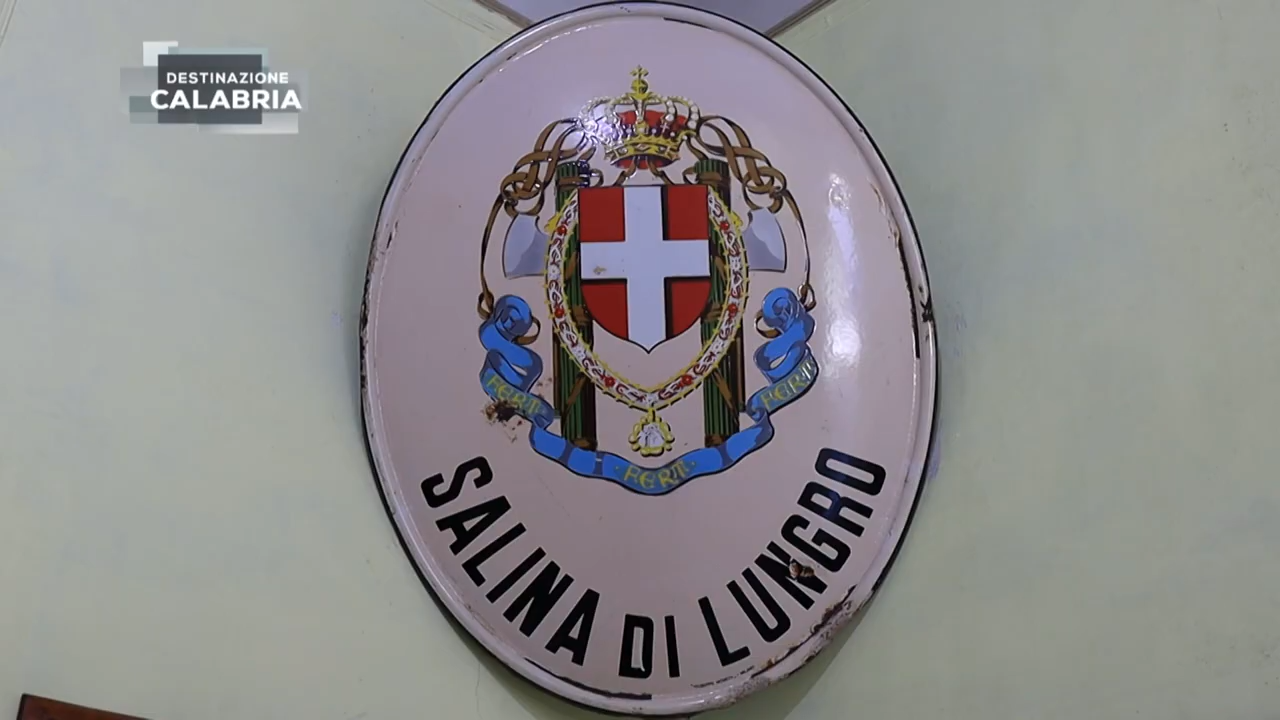 DESTINAZIONE
CALABRIA
FERT
FERT
FERT
SALINA DI LUNGRO